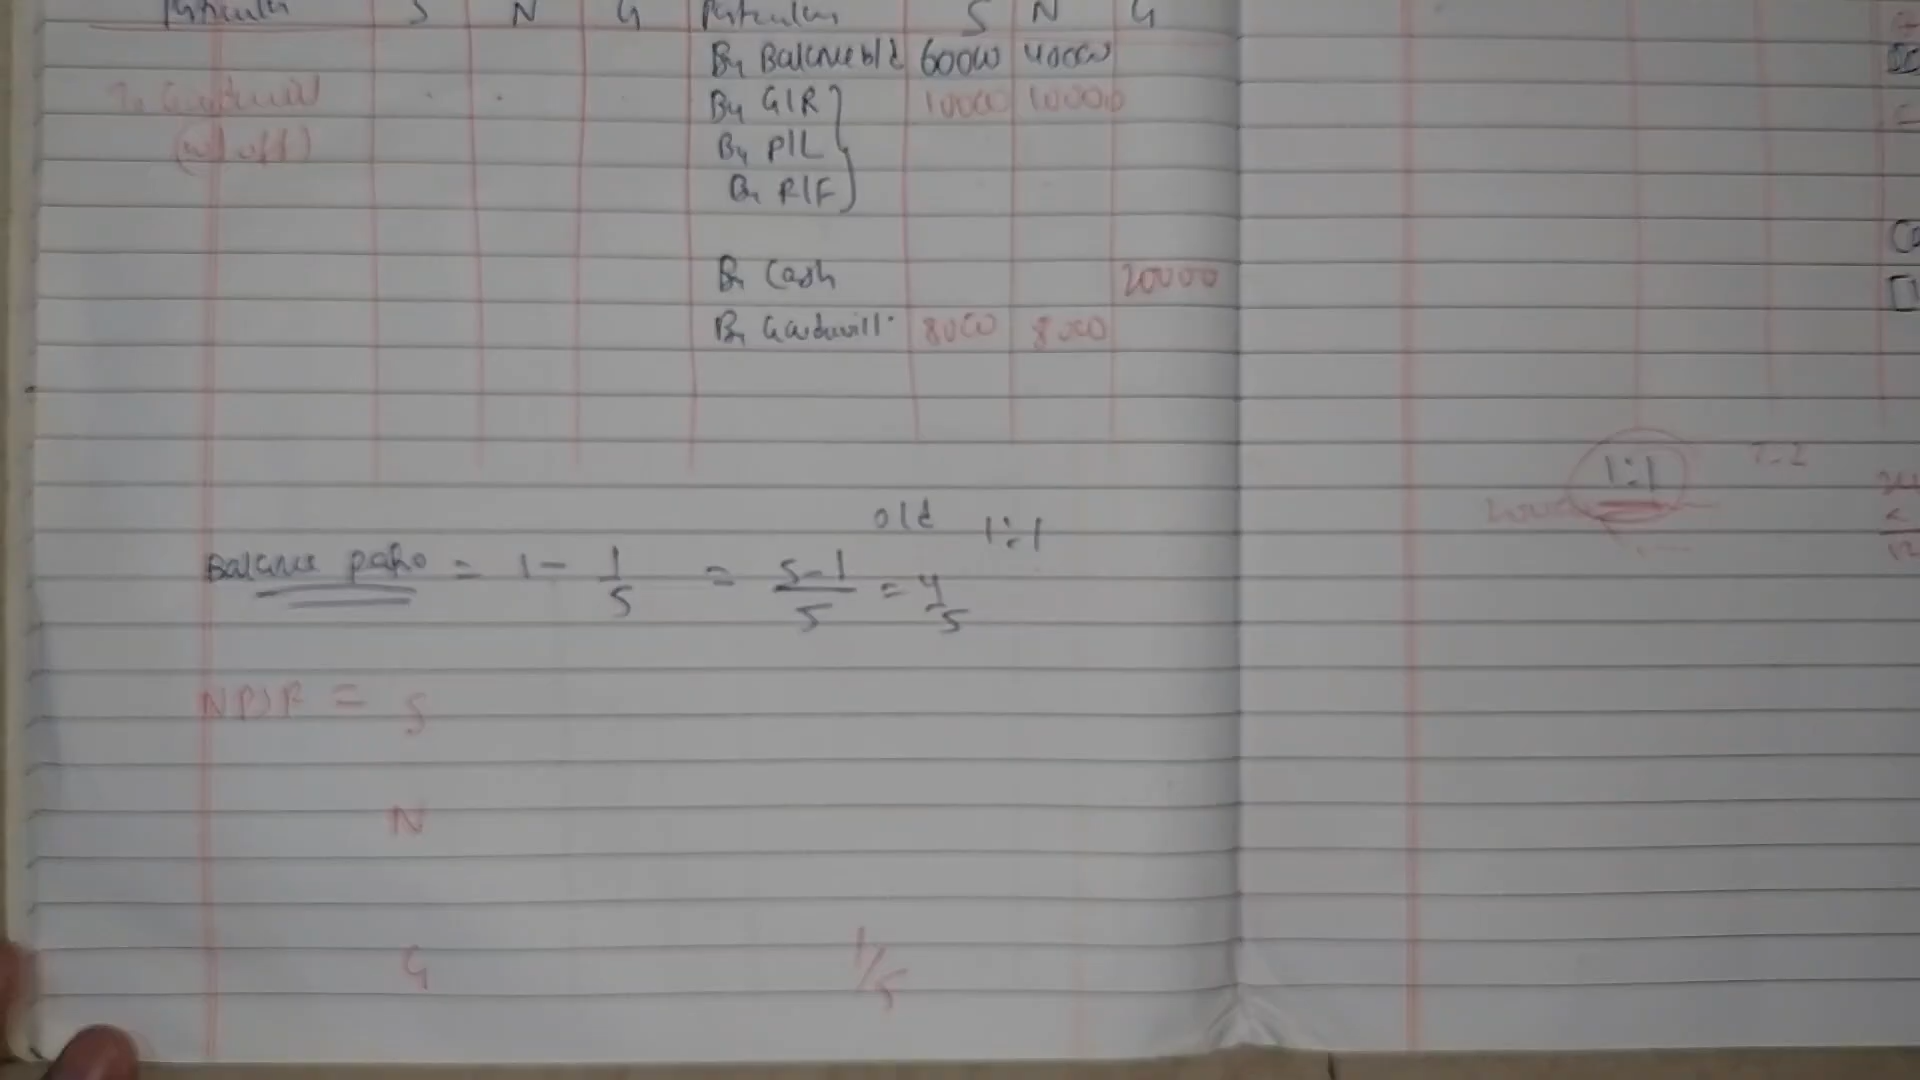 Particulars S N G Particulars S N G
By Balance b/d 60000 40000
To Goodwill By G/R 10000 10000
(w/off) By P/L
By R/F
By Cash 20000
By Goodwill 8000 8000
1:1
old 1:1
Balance Ratio = 1 - 1/5 = 5-1/5 = 4/5
NPSR = S
N
G 1/5